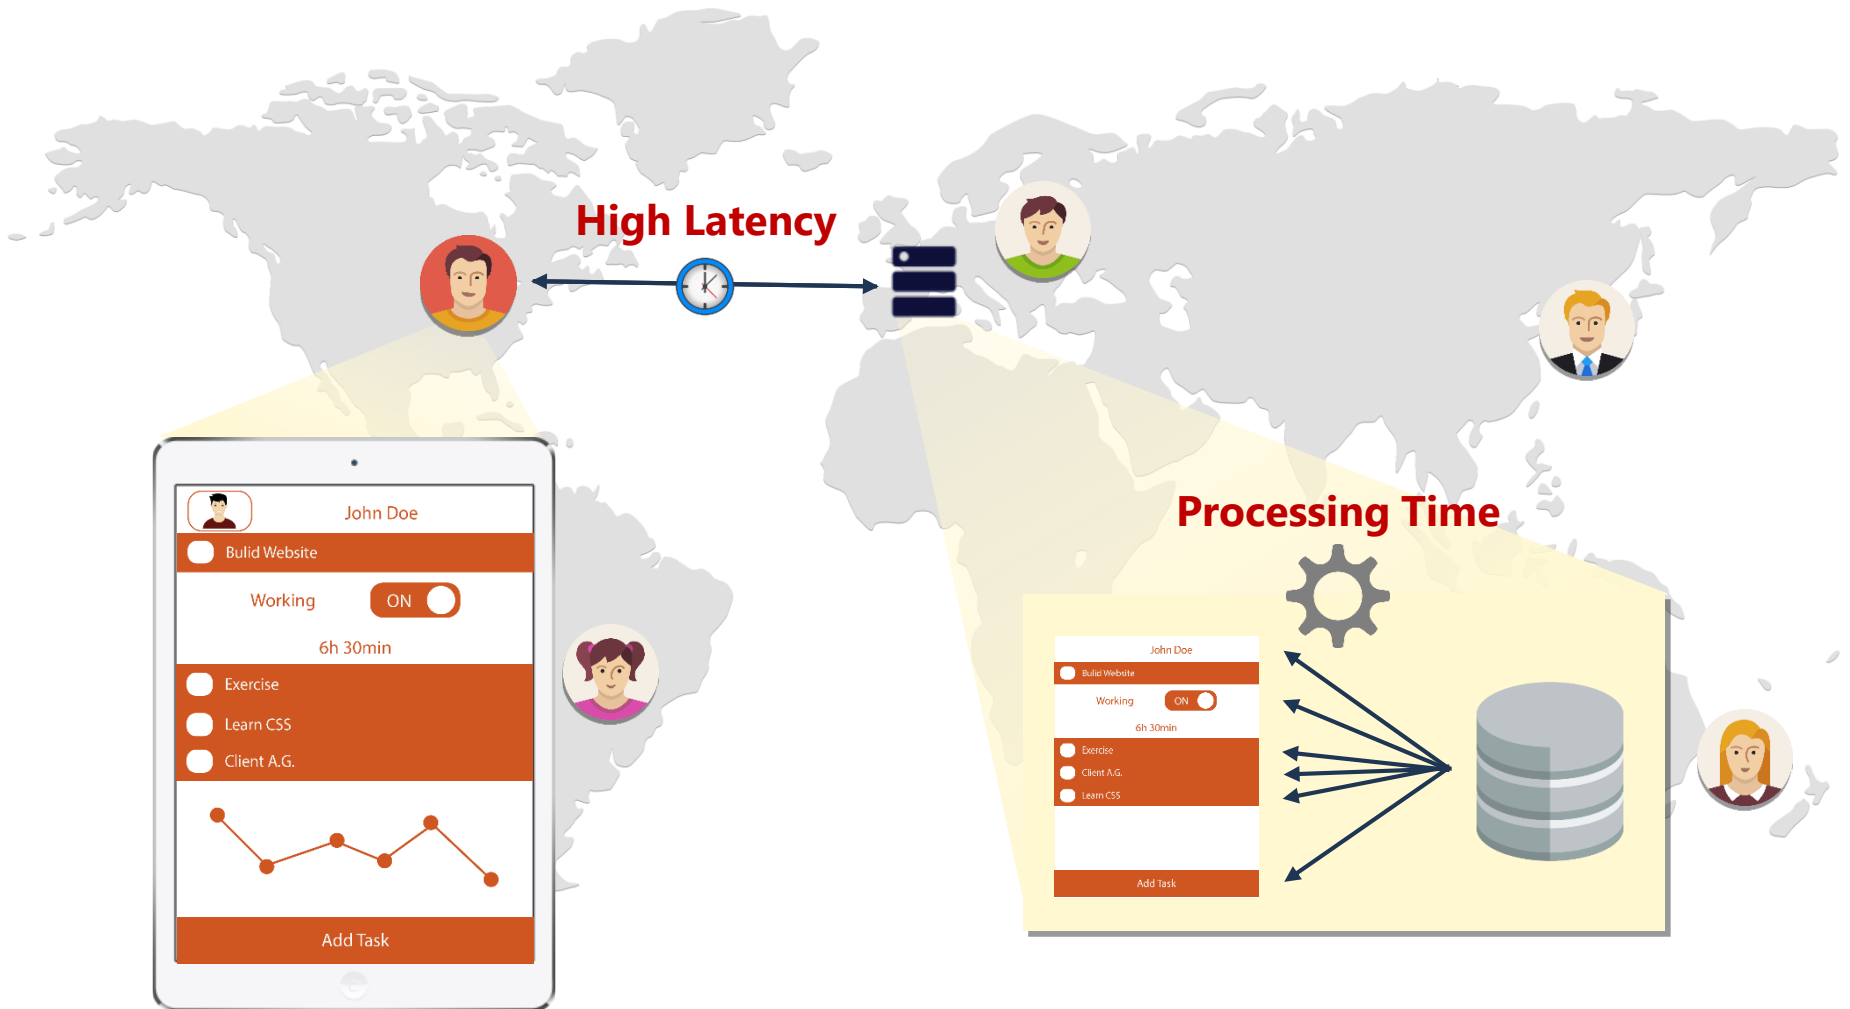 High Latency
John Doe
Bulid Website
Working
ON
6h 30min
Exercise
Learn CSS
Client A.G.
Add Task
Processing Time
John Doe
Bulid Website
Working
ON
6h 30min
Exercise
Client A.G.
Learn CSS
Add Task